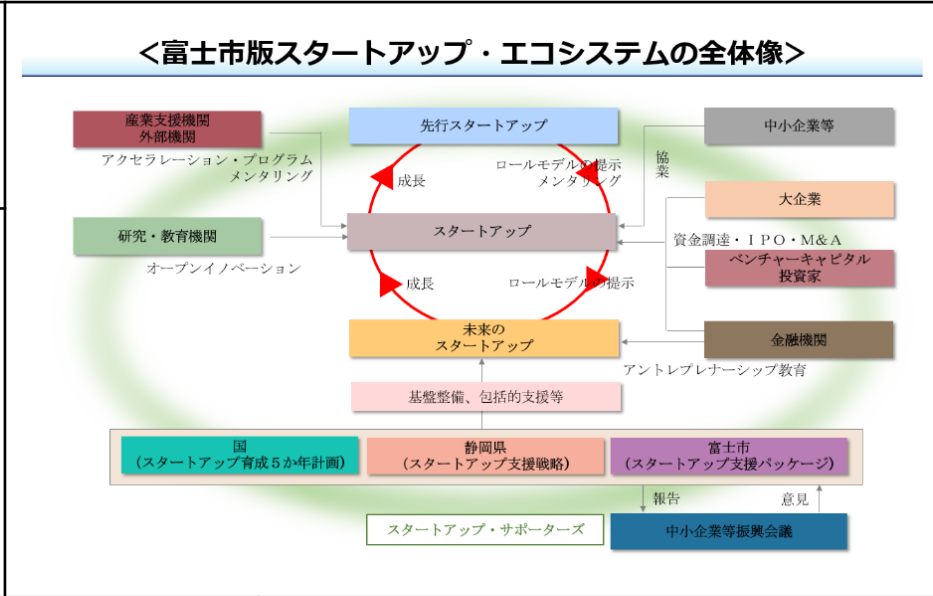 ＜富士市版スタートアップ・エコシステムの全体像＞
産業支援機関
外部機関
アクセラレーション・プログラム
メンタリング
先行スタートアップ
中小企業等
成長
ロールモデルの提示
メンタリング
協業
大企業
研究・教育機関
オープンイノベーション
スタートアップ
資金調達・ＩＰＯ・M&A
ベンチャーキャピタル
投資家
成長
ロールモデルの提示
未来の
スタートアップ
金融機関
アントレプレナーシップ教育
基盤整備、包括的支援等
国
（スタートアップ育成５か年計画）
静岡県
（スタートアップ支援戦略）
富士市
（スタートアップ支援パッケージ）
報告
意見
スタートアップ・サポーターズ
中小企業等振興会議